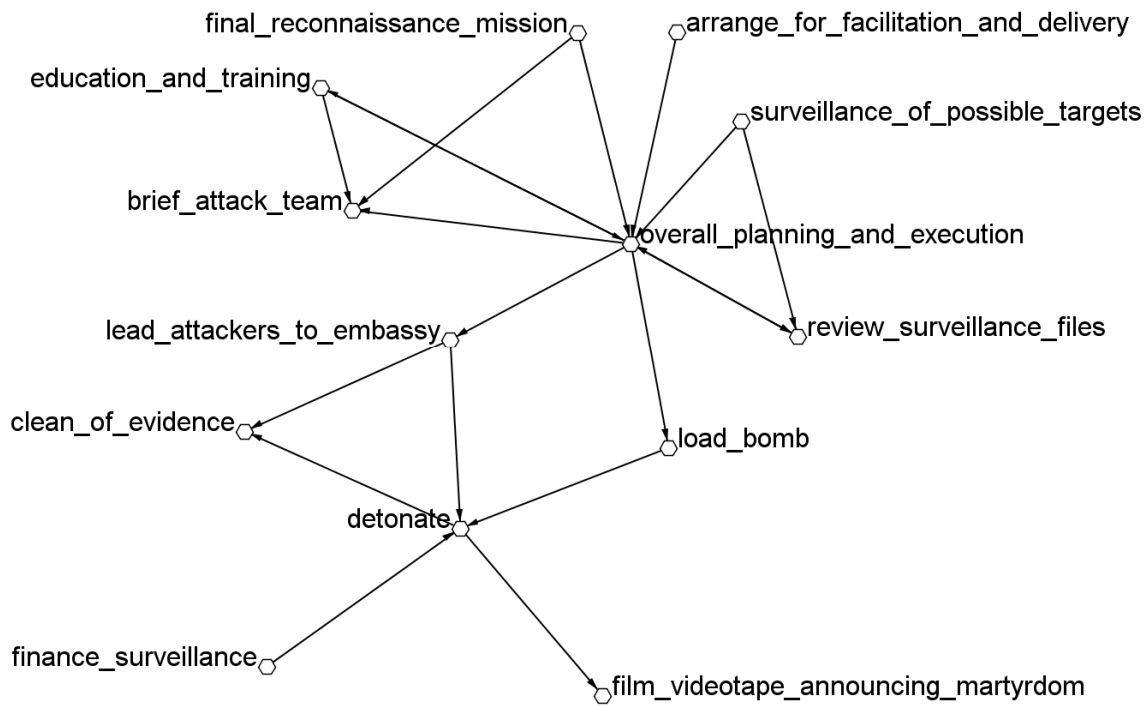 final_reconnaissance_mission
arrange_for_facilitation_and_delivery
education_and_training
surveillance_of_possible_targets
brief_attack_team
overall_planning_and_execution
lead_attackers_to_embassy
review_surveillance_files
clean_of_evidence
load_bomb
detonate
finance_surveillance
film_videotape_announcing_martyrdom